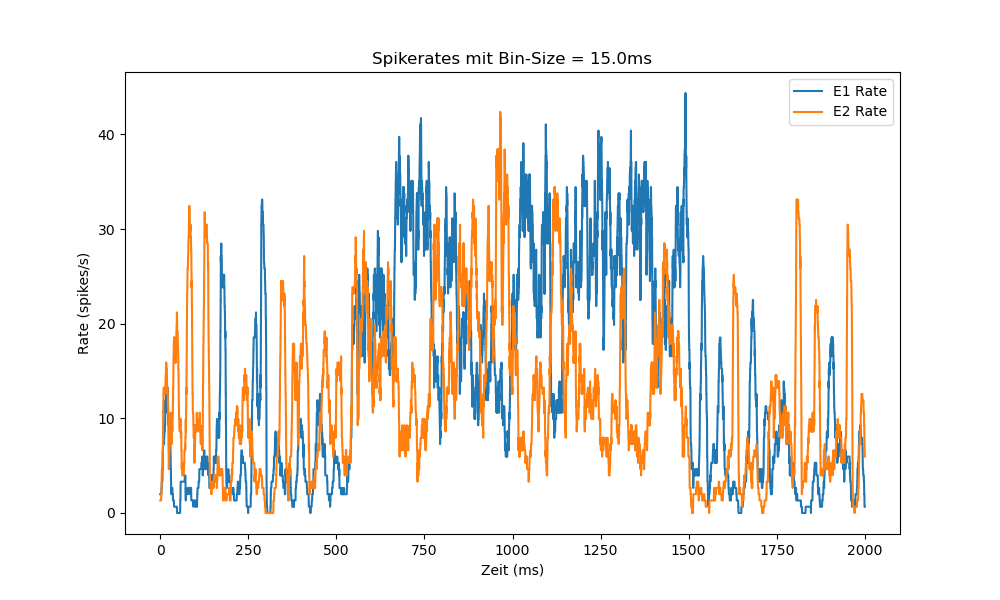 Spikerates mit Bin-Size = 15.0ms
E1 Rate
E2 Rate
Rate (spikes/s)
40
30
20
10
0
0 250 500 750 1000 1250 1500 1750 2000
Zeit (ms)